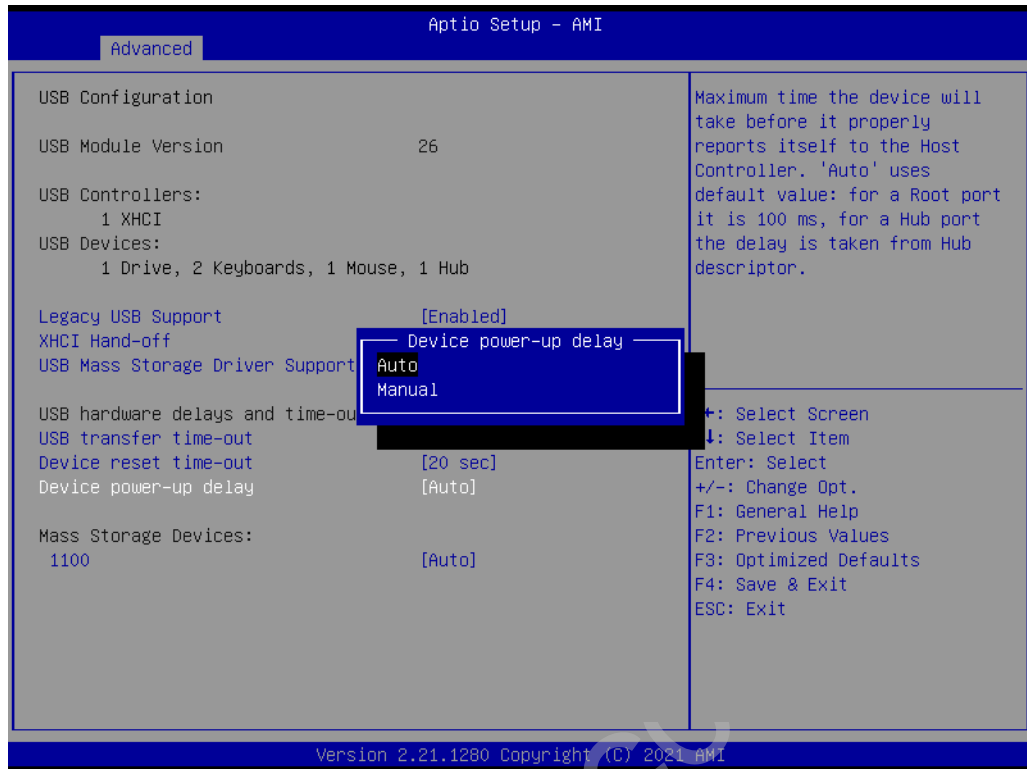 Aptio Setup – AMI
Advanced
USB Configuration
USB Module Version 26
USB Controllers:
1 XHCI
USB Devices:
1 Drive, 2 Keyboards, 1 Mouse, 1 Hub
Legacy USB Support [Enabled]
XHCI Hand-off
USB Mass Storage Driver Support
USB hardware delays and
USB transfer time-out
Device reset time-out [20 sec]
Device power-up delay [Auto]
Mass Storage Devices:
1100 [Auto]
Device power-up delay
Auto
Manual
Maximum time the device will
take before it properly
reports itself to the Host
Controller. 'Auto' uses
default value: for a Root port
it is 100 ms, for a Hub port
the delay is taken from Hub
descriptor.
: Select Screen
: Select Item
Enter: Select
+/-: Change Opt.
F1: General Help
F2: Previous Values
F3: Optimized Defaults
F4: Save & Exit
ESC: Exit
Version 2.21.1280 Copyright (C) 2021 AMI